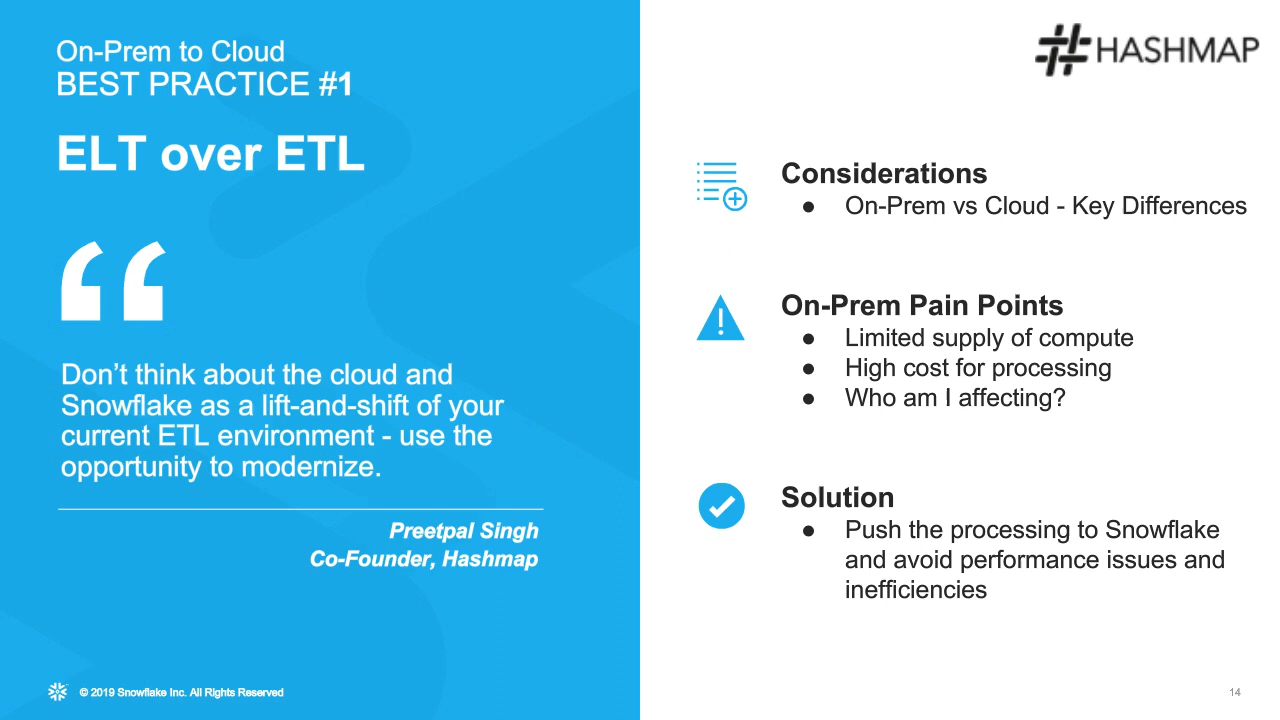 On-Prem to Cloud
BEST PRACTICE #1
ELT over ETL
“
Don’t think about the cloud and
Snowflake as a lift-and-shift of your
current ETL environment - use the
opportunity to modernize.
Preetpal Singh
Co-Founder, Hashmap
© 2019 Snowflake Inc. All Rights Reserved
HASHMAP
Considerations
● On-Prem vs Cloud - Key Differences
On-Prem Pain Points
● Limited supply of compute
● High cost for processing
● Who am I affecting?
Solution
● Push the processing to Snowflake
and avoid performance issues and
inefficiencies
14